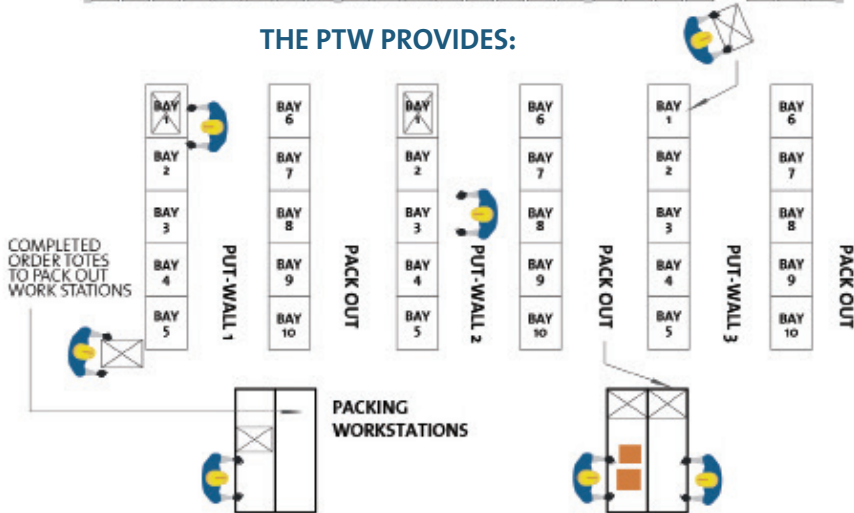 THE PTW PROVIDES:
BAY
1
BAY
2
BAY
3
BAY
4
BAY
5
PUT-WALL 1
BAY
6
BAY
7
BAY
8
BAY
9
BAY
10
PACK OUT
BAY
1
BAY
2
BAY
3
BAY
4
BAY
5
PUT-WALL 2
BAY
6
BAY
7
BAY
8
BAY
9
BAY
10
PACK OUT
BAY
1
BAY
2
BAY
3
BAY
4
BAY
5
PUT-WALL 3
BAY
6
BAY
7
BAY
8
BAY
9
BAY
10
PACK OUT
COMPLETED
ORDER TOTES
TO PACK OUT
WORK STATIONS
PACKING
WORKSTATIONS